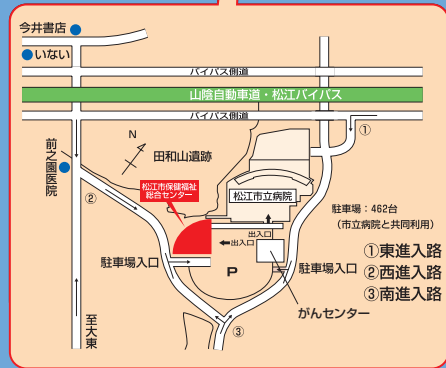 今井書店
いない
バイパス側道
山陰自動車道・松江バイパス
バイパス側道
①
N
田和山遺跡
前之園医院
松江市保健福祉
総合センター
松江市立病院
②
駐車場：462台
（市立病院と共同利用）
出入口
出入口
駐車場入口
P
駐車場入口
①東進入路
②西進入路
③南進入路
がんセンター
至大東
③